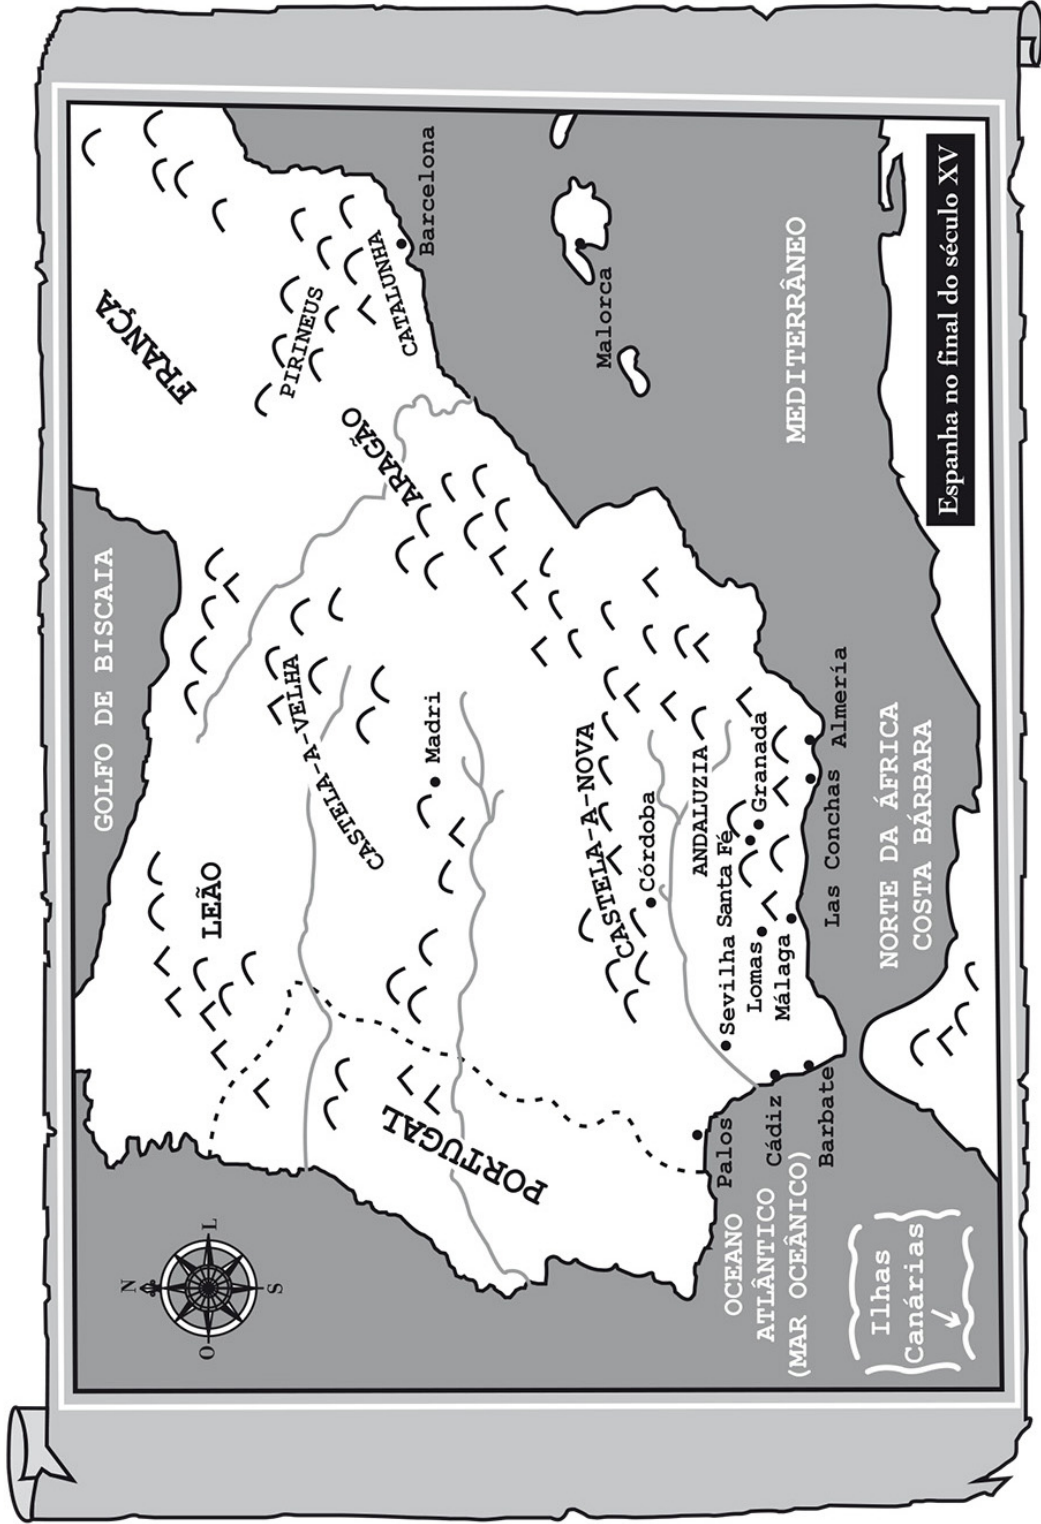 GOLFO DE BISCAIA
FRANÇA
N
O
L
S
LEÃO
PIRINEUS
CATALUNHA
Barcelona
CASTELA-A-VELHA
ARAGÃO
Madri
PORTUGAL
Malorca
CASTELA-A-NOVA
Córdoba
ANDALUZIA
Palos
Sevilha
Santa Fé
Granada
Lomas
Cádiz
Málaga
Barbate
Las Conchas
Almería
MEDITERRÂNEO
OCEANO
ATLÂNTICO
(MAR OCEÂNICO)
Ilhas
Canárias
NORTE DA ÁFRICA
COSTA BÁRBARA
Espanha no final do século XV